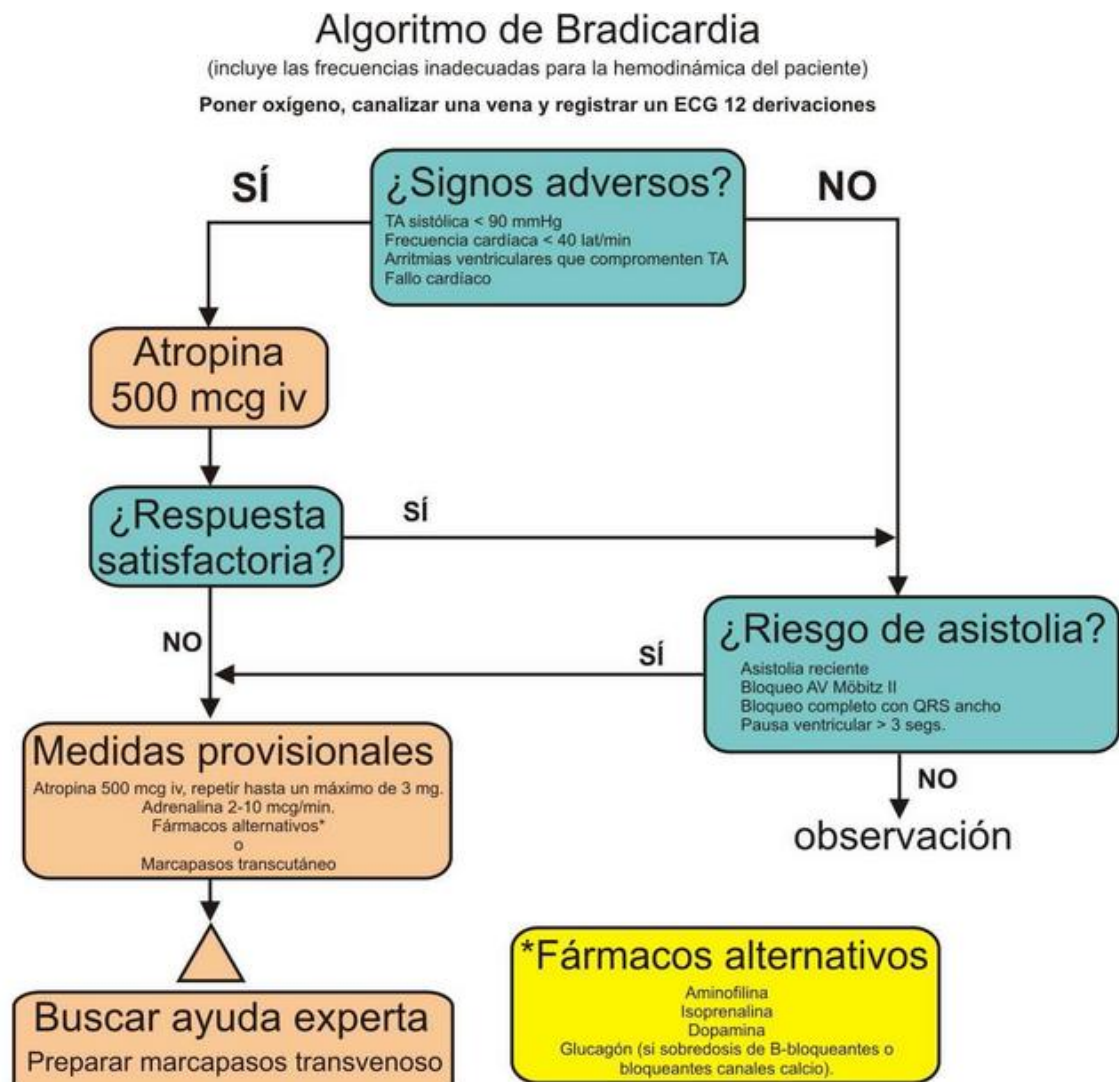 Algoritmo de Bradicardia
(incluye las frecuencias inadecuadas para la hemodinámica del paciente)
Poner oxígeno, canalizar una vena y registrar un ECG 12 derivaciones
SÍ
¿Signos adversos?
NO
TA sistólica < 90 mmHg
Frecuencia cardíaca < 40 lat/min
Arritmias ventriculares que compromenten TA
Fallo cardíaco
Atropina
500 mcg iv
¿Respuesta
satisfactoria?
SÍ
NO
¿Riesgo de asistolia?
Asistolia reciente
Bloqueo AV Möbitz II
Bloqueo completo con QRS ancho
Pausa ventricular > 3 segs.
SÍ
NO
observación
Medidas provisionales
Atropina 500 mcg iv, repetir hasta un máximo de 3 mg.
Adrenalina 2-10 mcg/min.
Fármacos alternativos*
o
Marcapasos transcutáneo
Buscar ayuda experta
Preparar marcapasos transvenoso
*Fármacos alternativos
Aminofilina
Isoprenalina
Dopamina
Glucagón (si sobredosis de B-bloqueantes o
bloqueantes canales calcio).